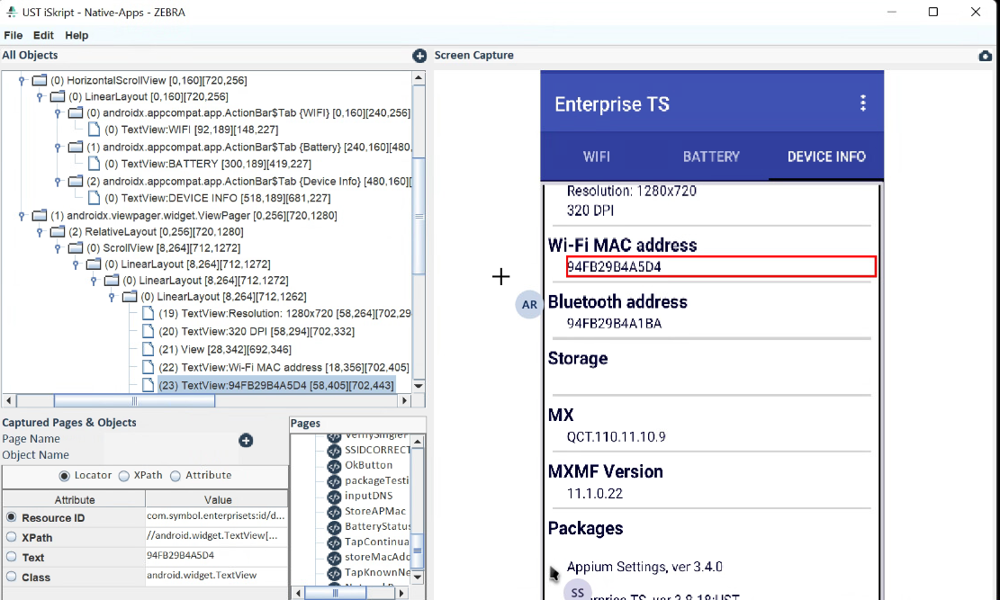 UST iSkript - Native-Apps - ZEBRA
File Edit Help
All Objects
Screen Capture
(0) HorizontalScrollView [0,160][720,256]
(0) LinearLayout [0,160][720,256]
(0) androidx.appcompat.app.ActionBar$Tab {WIFI} [0,160][240,256]
(0) TextView:WIFI [92,189][148,227]
(1) androidx.appcompat.app.ActionBar$Tab {Battery} [240,160][480,
(0) TextView:BATTERY [300,189][419,227]
(2) androidx.appcompat.app.ActionBar$Tab {Device Info} [480,160][
(0) TextView:DEVICE INFO [518,189][681,227]
(1) androidx.viewpager.widget.ViewPager [0,256][720,1280]
(2) RelativeLayout [0,256][720,1280]
(0) ScrollView [8,264][712,1272]
(0) LinearLayout [8,264][712,1272]
(0) LinearLayout [8,264][712,1272]
(0) LinearLayout [8,264][712,1262]
(19) TextView:Resolution: 1280x720 [58,264][702,29
(20) TextView:320 DPI [58,294][702,332]
(21) View [28,342][692,346]
(22) TextView:Wi-Fi MAC address [18,356][702,405]
(23) TextView:94FB29B4A5D4 [58,405][702,443]
Captured Pages & Objects
Page Name
Object Name
Locator XPath Attribute
Attribute Value
Resource ID com.symbol.enterprisets:id/d...
XPath //android.widget.TextView[...
Text 94FB29B4A5D4
Class android.widget.TextView
Pages
SSIDCORRECT
OkButton
packageTesti
inputDNS
StoreAPMac
BatteryStatus
TapContinua
storeMacAdd
TapKnownNe
Enterprise TS
WIFI BATTERY DEVICE INFO
Resolution: 1280x720
320 DPI
Wi-Fi MAC address
94FB29B4A5D4
AR
Bluetooth address
94FB29B4A1BA
Storage
MX
QCT.110.11.10.9
MXMF Version
11.1.0.22
Packages
Appium Settings, ver 3.4.0
SS